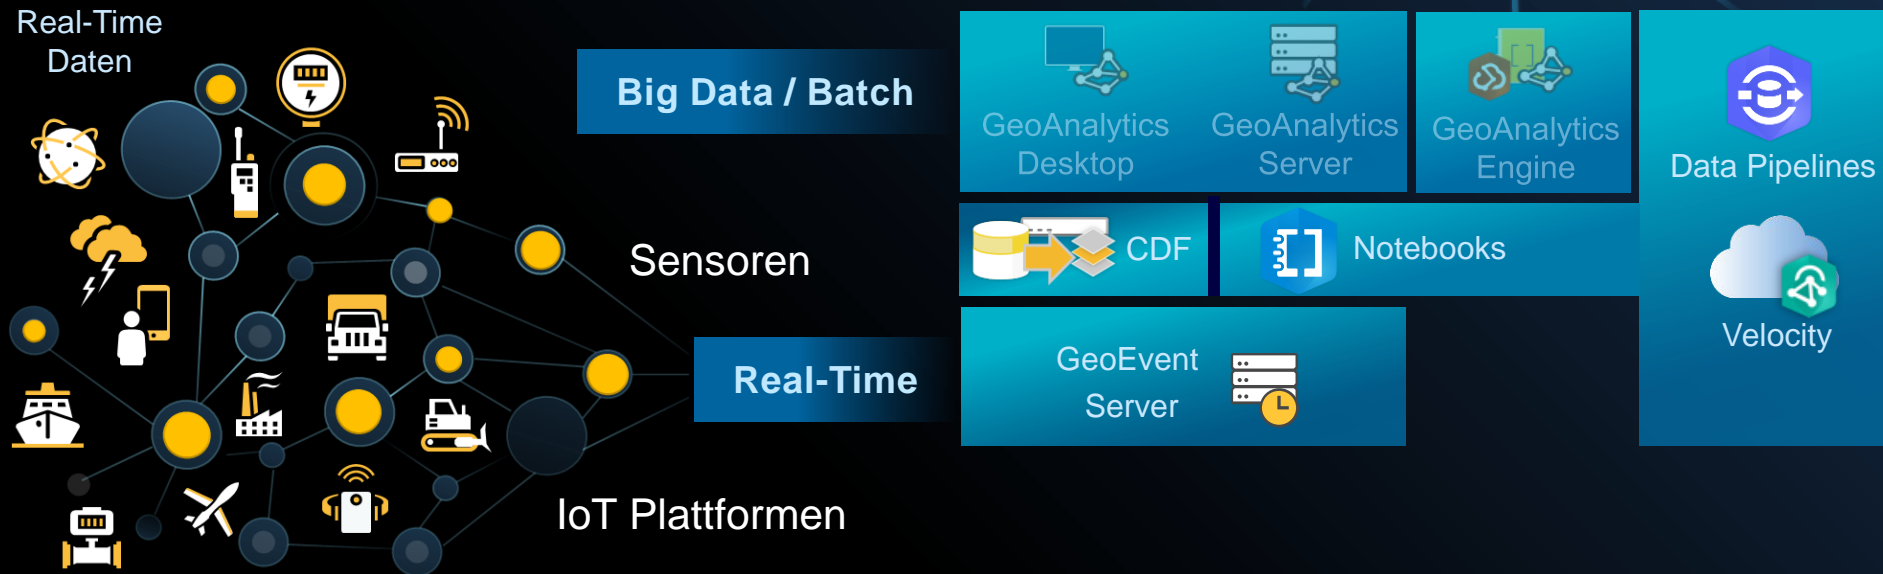 Real-Time
Daten
Big Data / Batch
GeoAnalytics
Desktop
GeoAnalytics
Server
GeoAnalytics
Engine
Data Pipelines
Sensoren
CDF
Notebooks
Velocity
Real-Time
GeoEvent
Server
IoT Plattformen